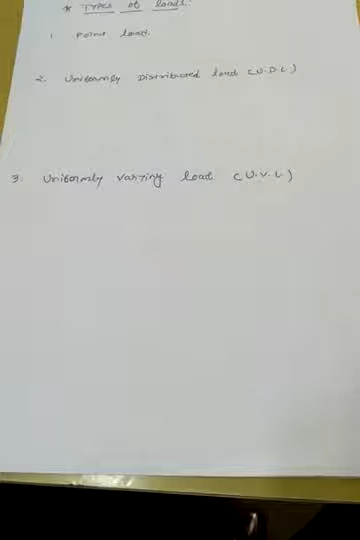 * Types of loads.
1. Point load.
2. Uniformly Distributed load (U.D.L)
3. Uniformly varying load (U.V.L)